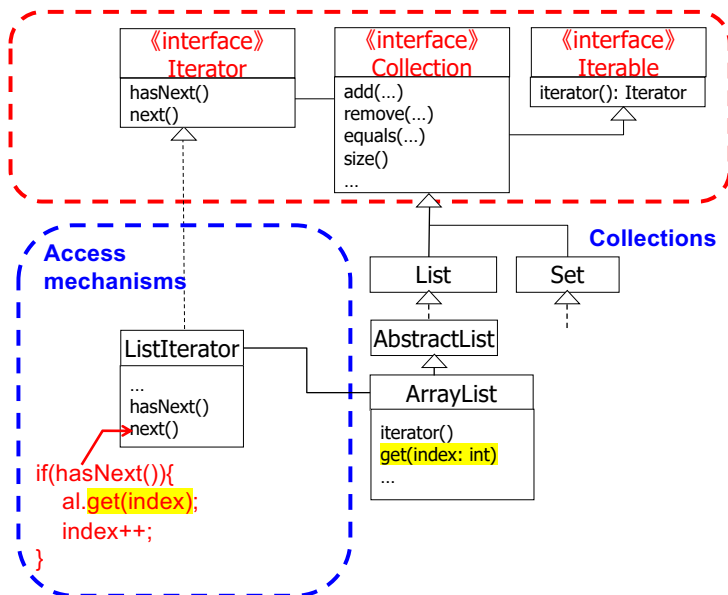 《interface》
Iterator
hasNext()
next()
《interface》
Collection
add(…)
remove(…)
equals(…)
size()
…
《interface》
Iterable
iterator(): Iterator
Access
mechanisms
Collections
List
Set
AbstractList
ListIterator
…
hasNext()
next()
ArrayList
iterator()
get(index: int)
…
if(hasNext()){
al.get(index);
index++;
}